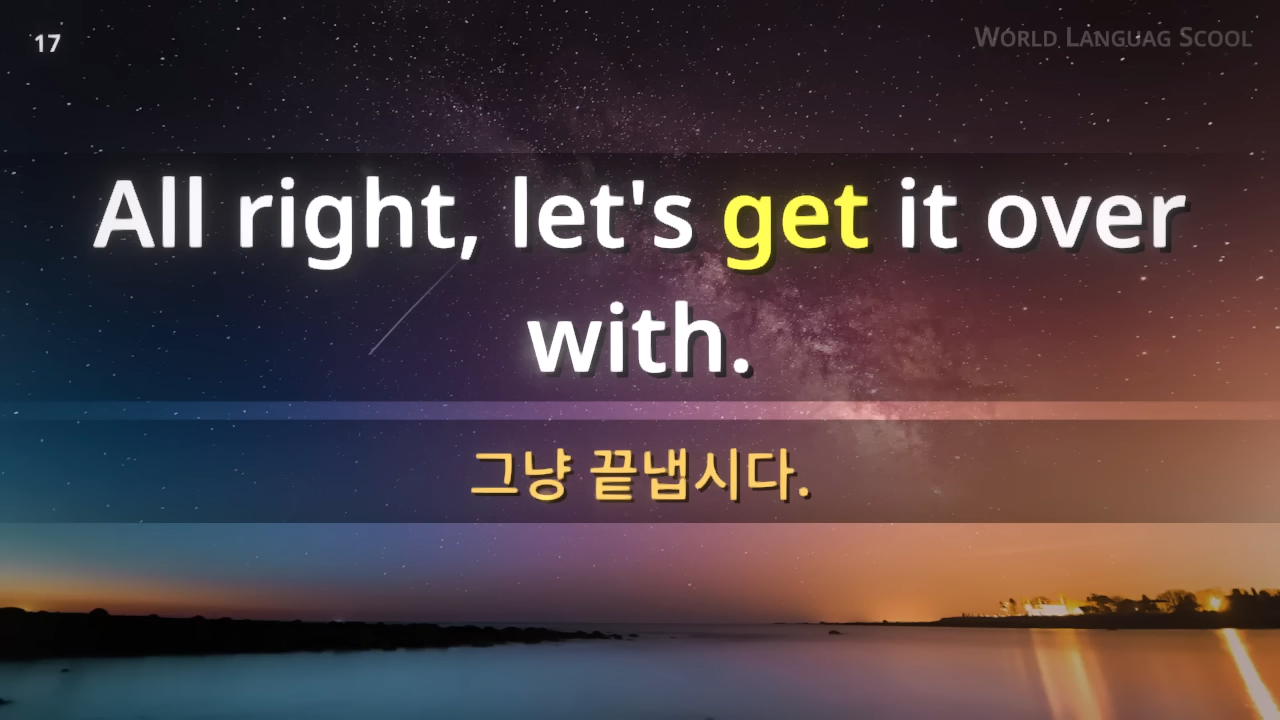 17
WORLD LANGUAG SCOOL
All right, let's get it over
with.
그냥 끝냅시다.